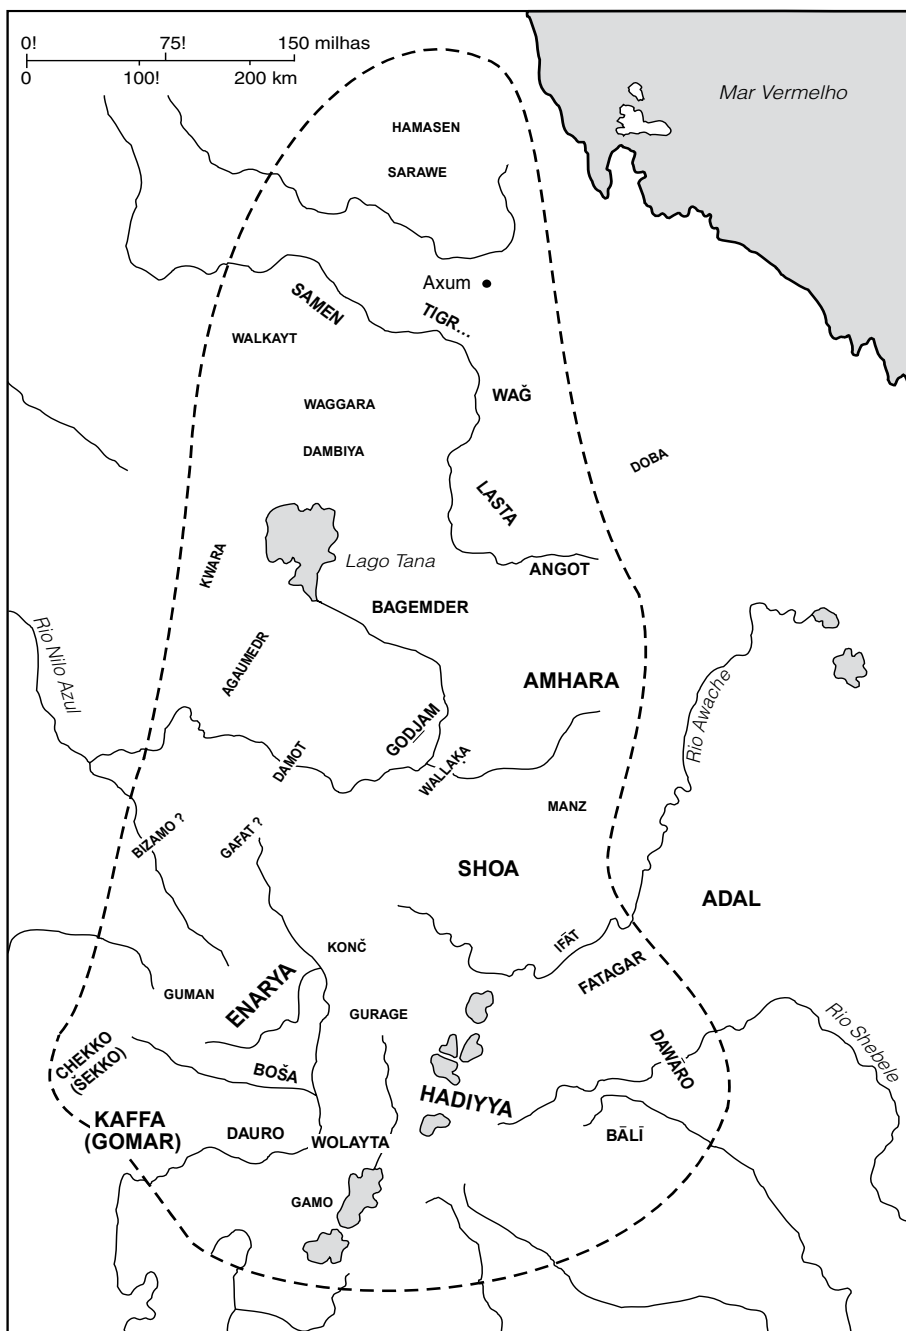 0! 75! 150 milhas
0 100! 200 km
Mar Vermelho
HAMASEN
SARAWE
Axum
SAMEN
TIGR...
WALKAYT
WAĞ
WAGGARA
DAMBIYA
DOBA
LASTA
Lago Tana
KWARA
ANGOT
BAGEMDER
Rio Nilo Azul
AGAUMEDR
AMHARA
Rio Awache
GODJAM
DAMOT
WALLAḲA
MANZ
BIZAMO ?
GAFAT ?
SHOA
ADAL
IFĀT
KONČ
FATAGAR
ENARYA
GUMAN
GURAGE
Rio Shebele
CHEKKO
(ŠEKKO)
BOŠA
DAWĀRO
HADIYYA
KAFFA
(GOMAR)
DAURO
WOLAYTA
BĀLĪ
GAMO